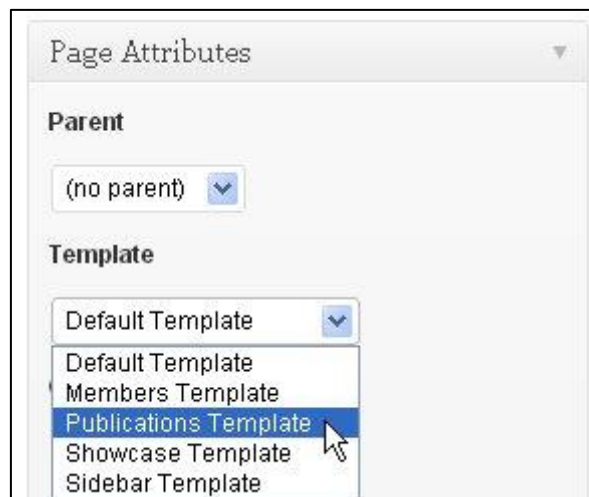 Page Attributes
Parent
(no parent)
Template
Default Template
Default Template
Members Template
Publications Template
Showcase Template
Sidebar Template